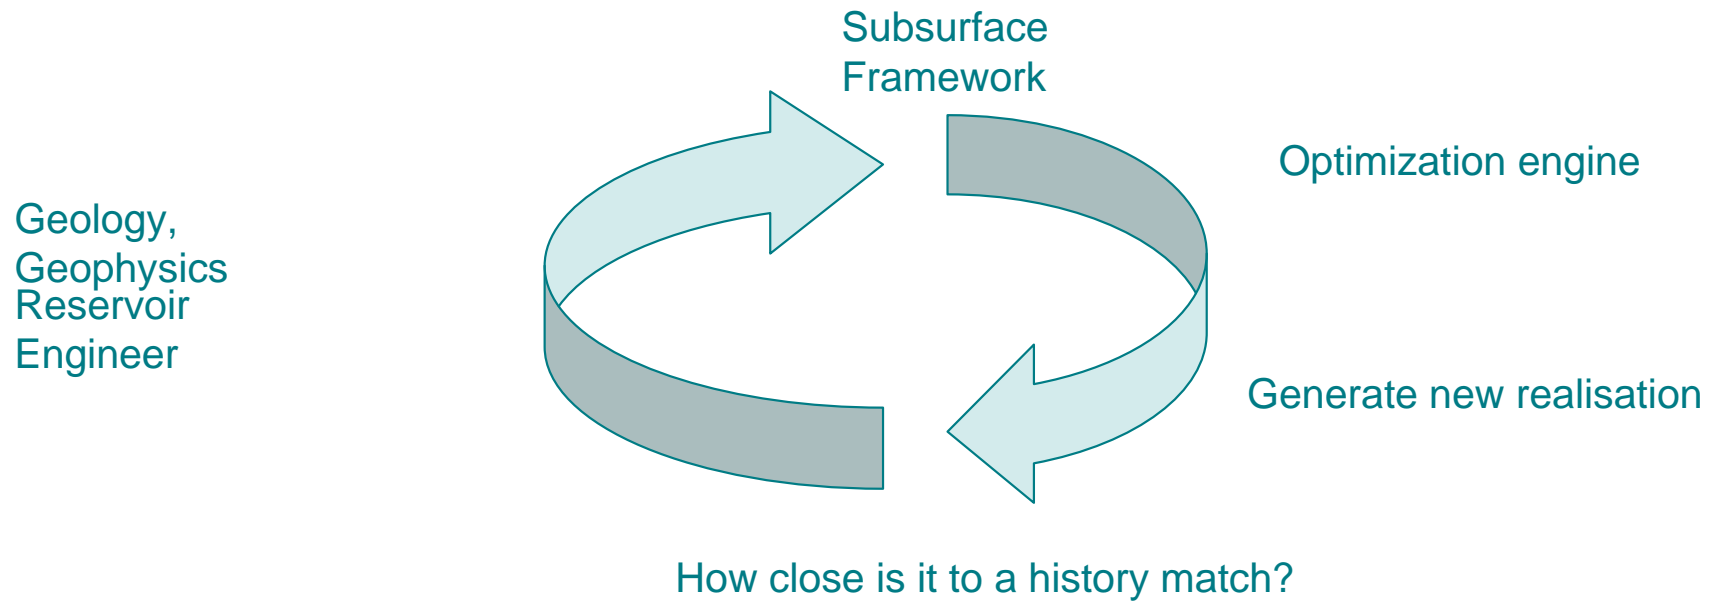 Subsurface
Framework
Optimization engine
Geology,
Geophysics
Reservoir
Engineer
Generate new realisation
How close is it to a history match?